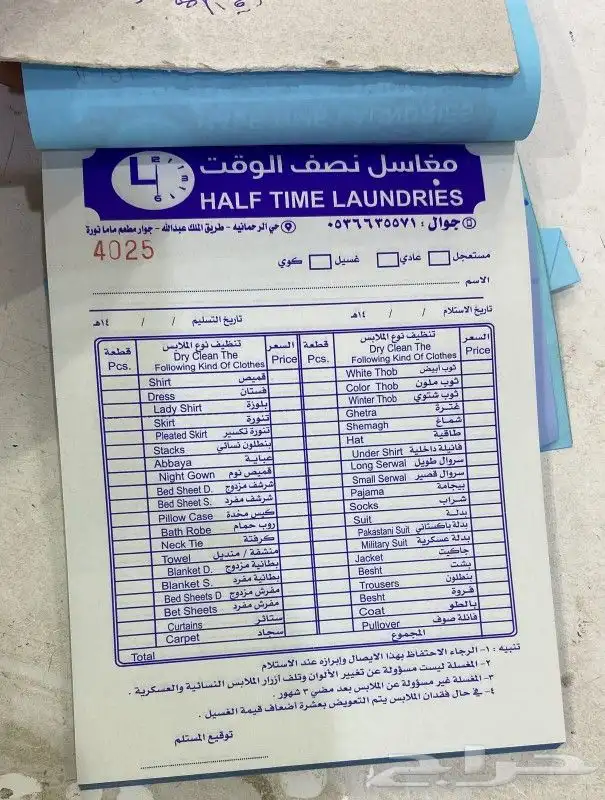 مغاسل نصف الوقت
HALF TIME LAUNDRIES
جوال : ٠٥٣٦٦٣٥٥٧١
حي الرحمانيه - طريق الملك عبدالله - جوار مطعم ماما نورة
4025
مستعجل عادي غسيل كوي
الاسم
تاريخ الاستلام / / ١٤هـ تاريخ التسليم / / ١٤هـ
قطعة Pcs. تنظيف نوع الملابس Dry Clean The Following Kind Of Clothes السعر Price
Shirt قميص
Dress فستان
Lady Shirt بلوزة
Skirt تنورة
Pleated Skirt تنورة تكسير
Stacks بنطلون نسائي
Abbaya عباية
Night Gown قميص نوم
Bed Sheet D. شرشف مزدوج
Bed Sheet S. شرشف مفرد
Pillow Case كيس مخدة
Bath Robe روب حمام
Neck Tie كرفتة
Towel منشفة / منديل
Blanket D. بطانية مزدوج
Blanket S. بطانية مفرد
Bed Sheets D مفرش مزدوج
Bet Sheets مفرش مفرد
Curtains ستائر
Carpet سجاد
قطعة Pcs. تنظيف نوع الملابس Dry Clean The Following Kind Of Clothes السعر Price
White Thob ثوب ابيض
Color Thob ثوب ملون
Winter Thob ثوب شتوي
Ghetra غترة
Shemagh شماغ
Hat طاقية
Under Shirt فانيلة داخلية
Long Serwal سروال طويل
Small Serwal سروال قصير
Pajama بيجامة
Socks شراب
Suit بدلة
Pakastani Suit بدلة باكستاني
Military Suit بدلة عسكرية
Jacket جاكيت
Besht بشت
Trousers بنطلون
Besht فروة
Coat بالطو
Pullover فانلة صوف
Total المجموع
تنبيه : ١- الرجاء الاحتفاظ بهذا الايصال وإبرازه عند الاستلام
٢- المغسلة ليست مسؤولة عن تغيير الألوان وتلف أزرار الملابس النسائية والعسكرية .
٣- المغسلة غير مسؤولة عن الملابس بعد مضي ٣ شهور .
٤- في حال فقدان الملابس يتم التعويض بعشرة أضعاف قيمة الغسيل .
توقيع المستلم
حراج